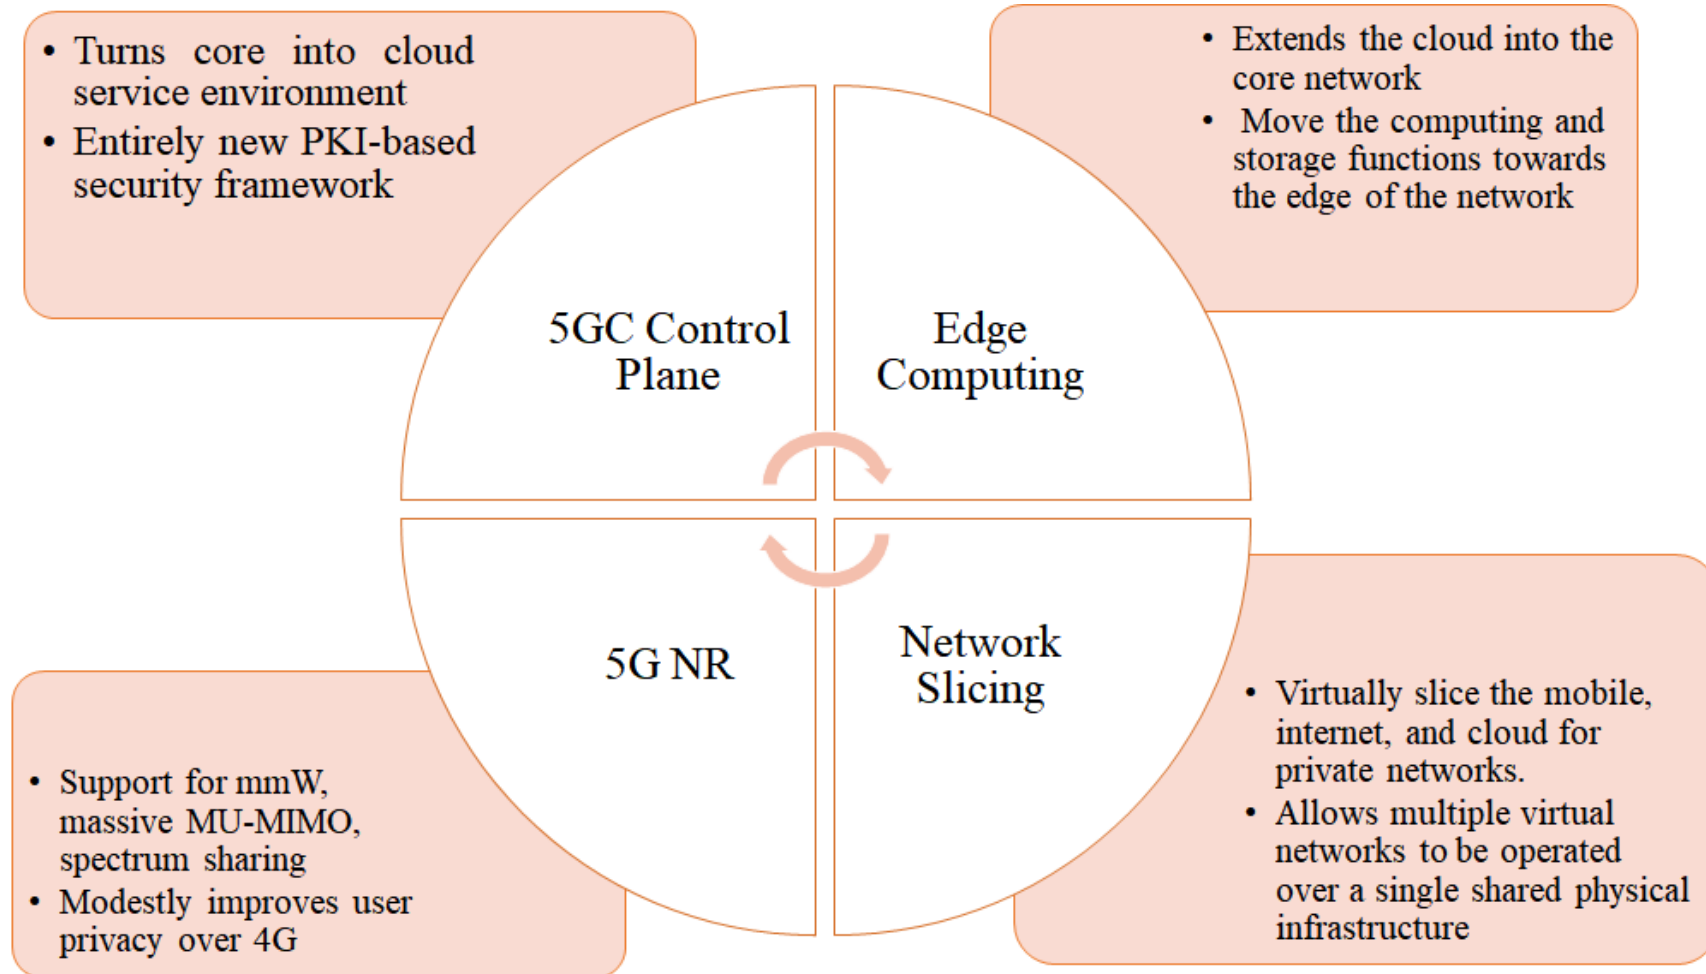 • Turns core into cloud
service environment
• Entirely new PKI-based
security framework
• Extends the cloud into the
core network
• Move the computing and
storage functions towards
the edge of the network
5GC Control
Plane
Edge
Computing
5G NR
Network
Slicing
• Support for mmW,
massive MU-MIMO,
spectrum sharing
• Modestly improves user
privacy over 4G
• Virtually slice the mobile,
internet, and cloud for
private networks.
• Allows multiple virtual
networks to be operated
over a single shared physical
infrastructure